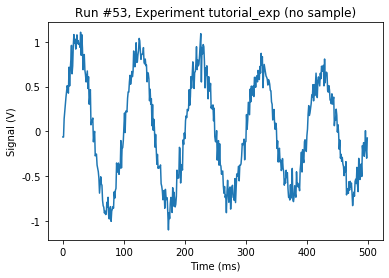 Run #53, Experiment tutorial_exp (no sample)
1
0.5
0
-0.5
-1
Signal (V)
0 100 200 300 400 500
Time (ms)